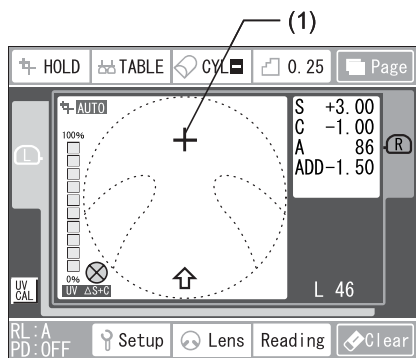 (1)
HOLD TABLE CYL 0.25 Page
AUTO
100%
0%
UV ΔS+C
S +3.00
C -1.00
A 86
ADD-1.50
L
R
UV
CAL
L 46
RL:A
PD:OFF
Setup Lens Reading Clear